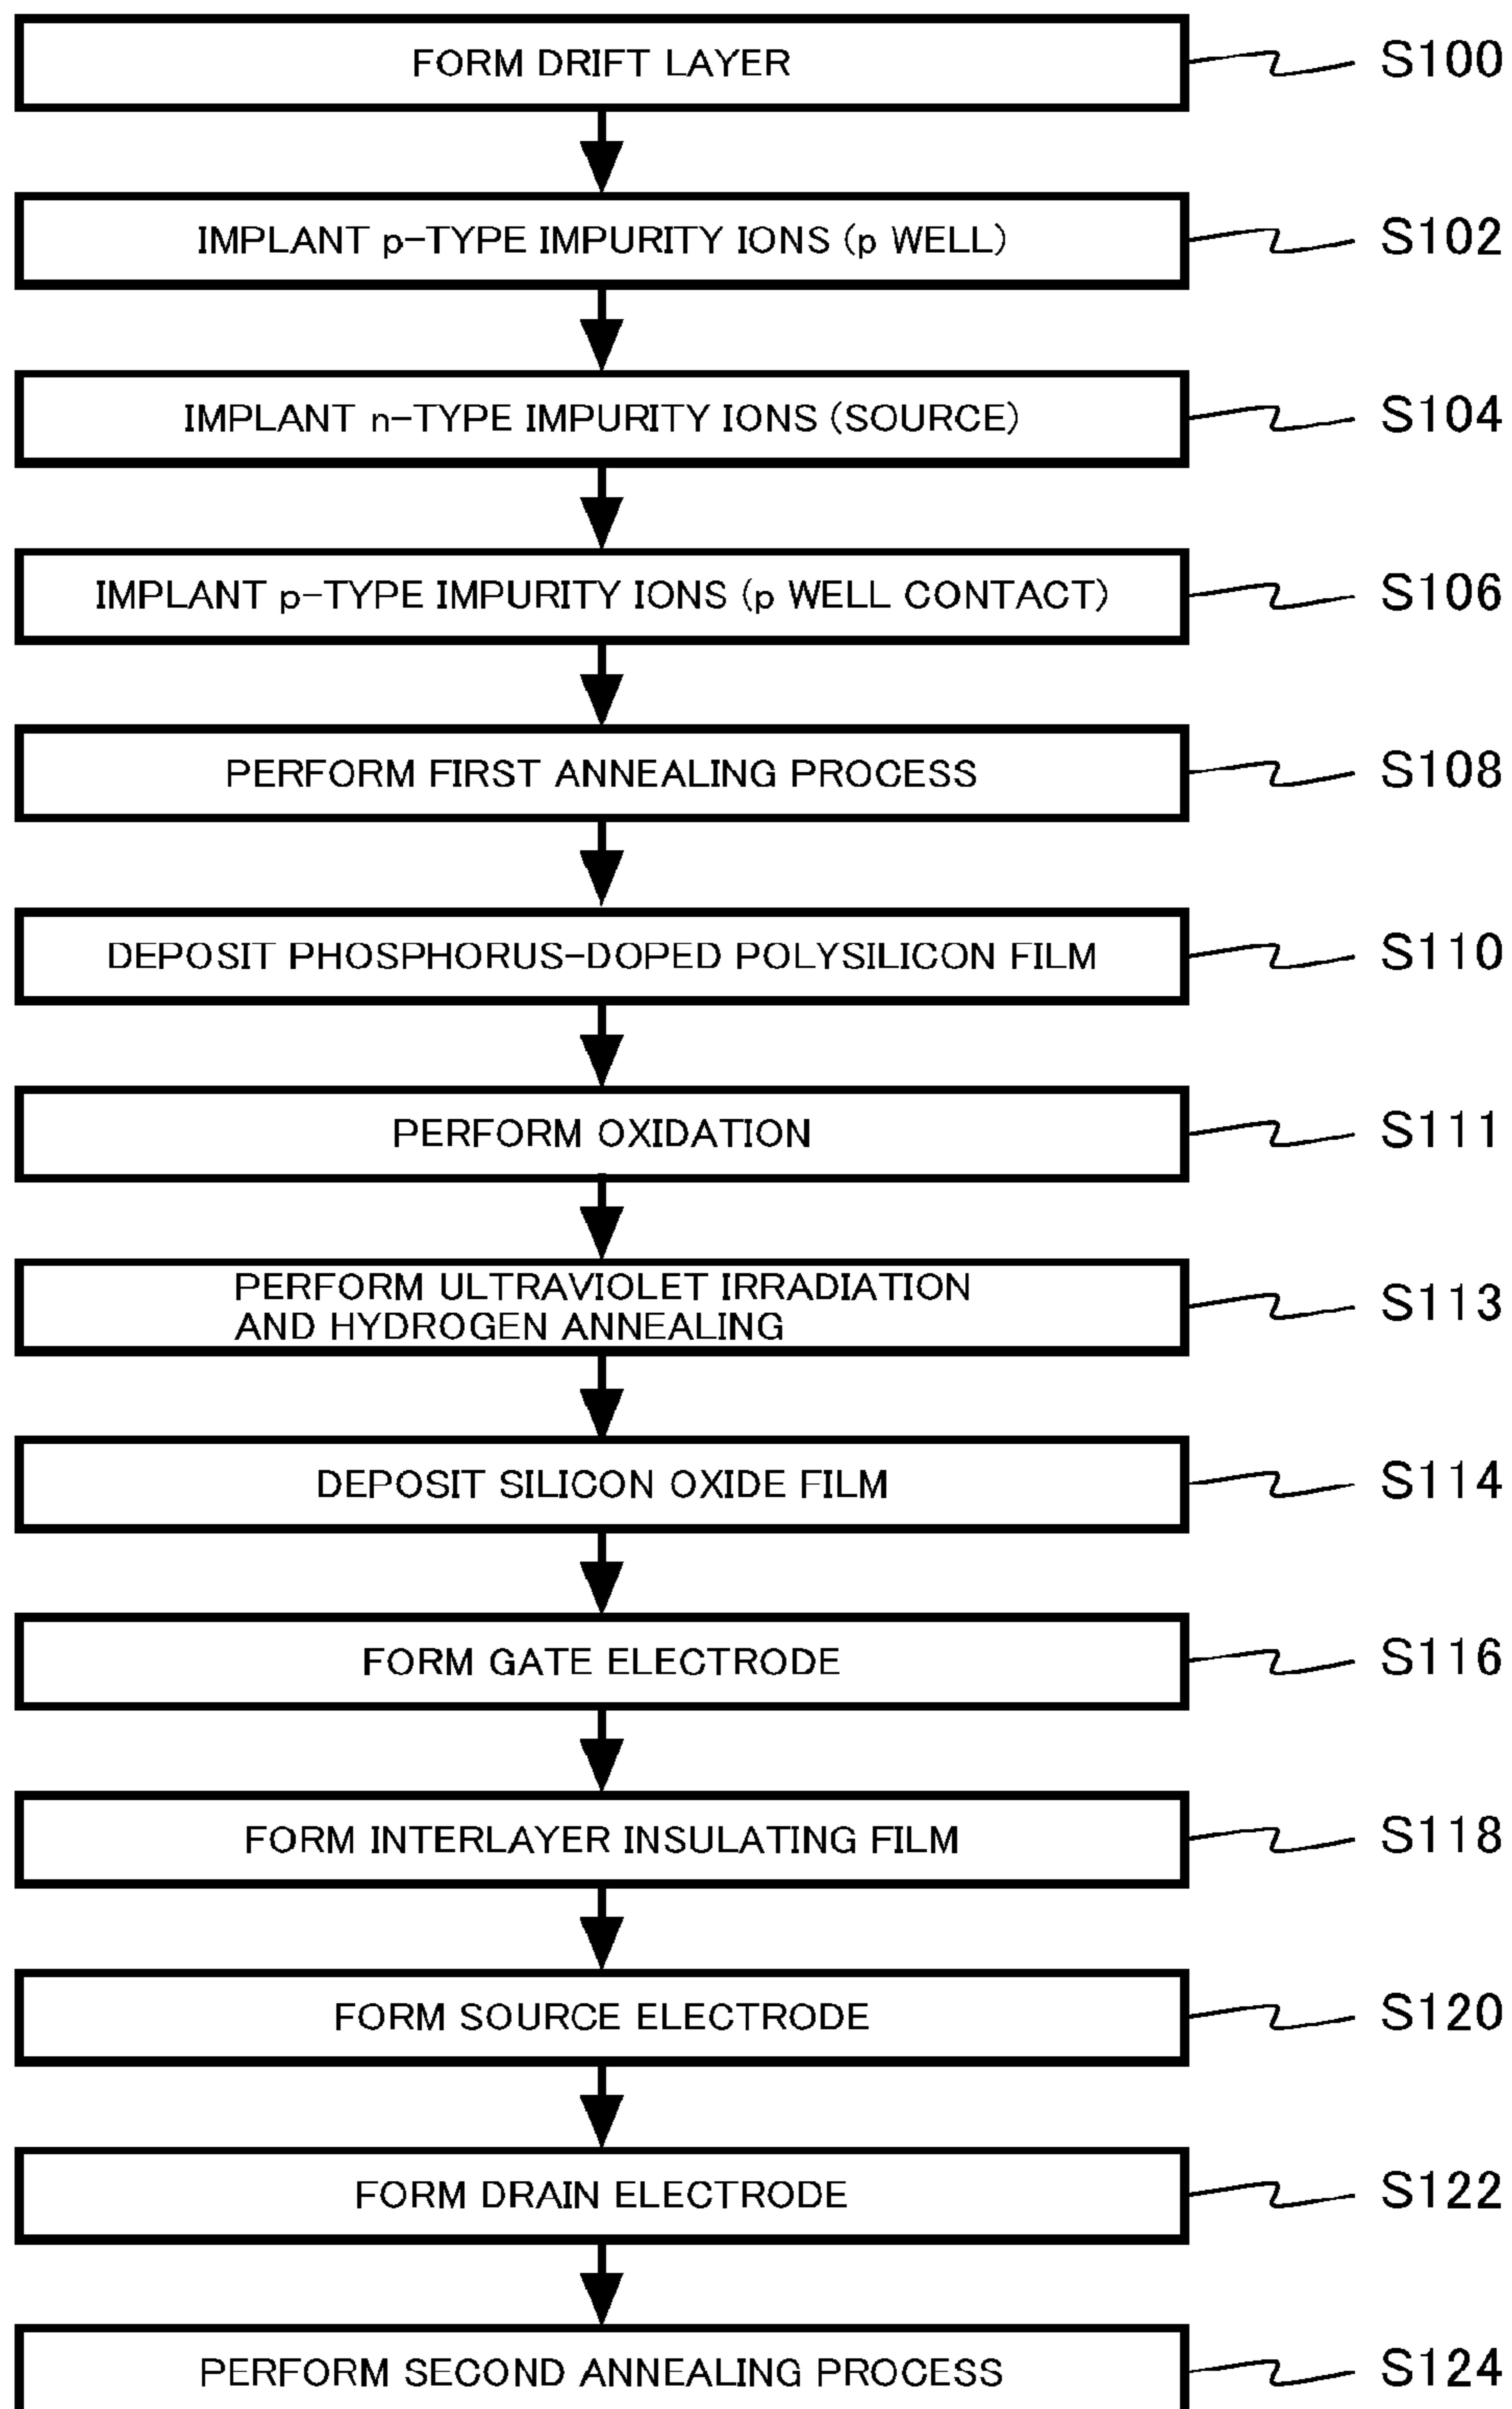 FORM DRIFT LAYER S100
IMPLANT p-TYPE IMPURITY IONS (p WELL) S102
IMPLANT n-TYPE IMPURITY IONS (SOURCE) S104
IMPLANT p-TYPE IMPURITY IONS (p WELL CONTACT) S106
PERFORM FIRST ANNEALING PROCESS S108
DEPOSIT PHOSPHORUS-DOPED POLYSILICON FILM S110
PERFORM OXIDATION S111
PERFORM ULTRAVIOLET IRRADIATION
AND HYDROGEN ANNEALING S113
DEPOSIT SILICON OXIDE FILM S114
FORM GATE ELECTRODE S116
FORM INTERLAYER INSULATING FILM S118
FORM SOURCE ELECTRODE S120
FORM DRAIN ELECTRODE S122
PERFORM SECOND ANNEALING PROCESS S124